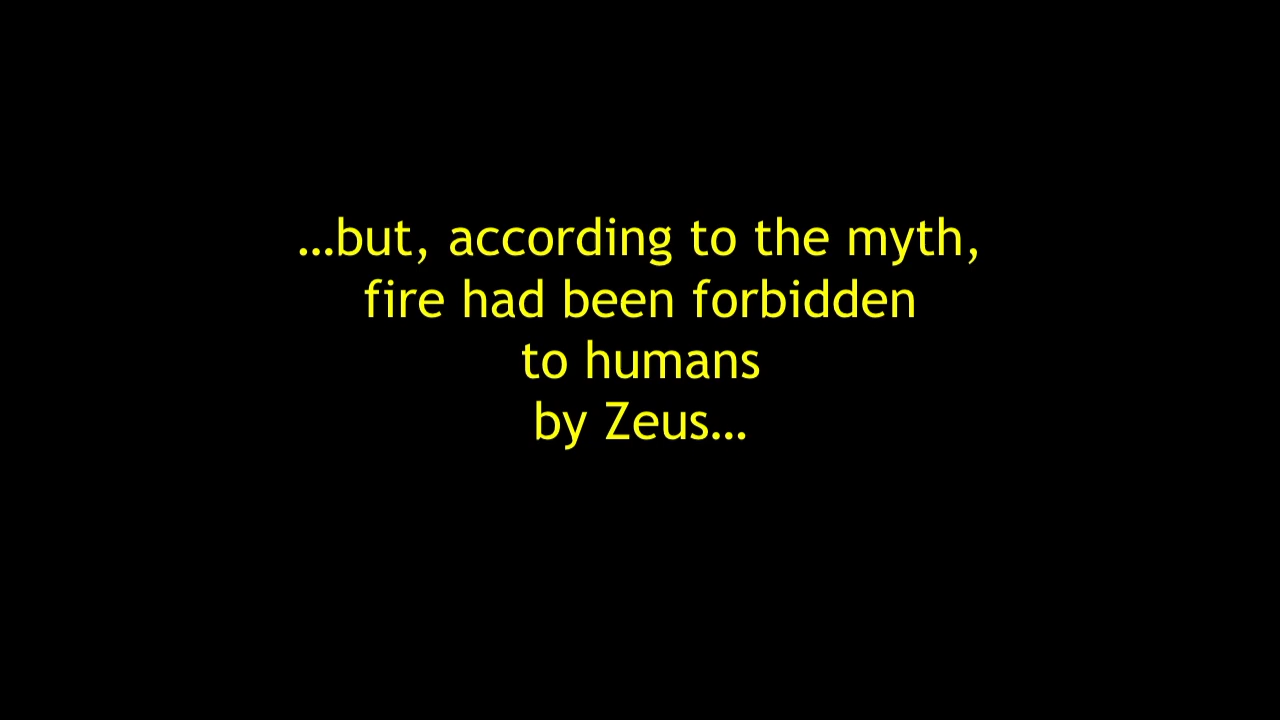 …but, according to the myth,
fire had been forbidden
to humans
by Zeus…